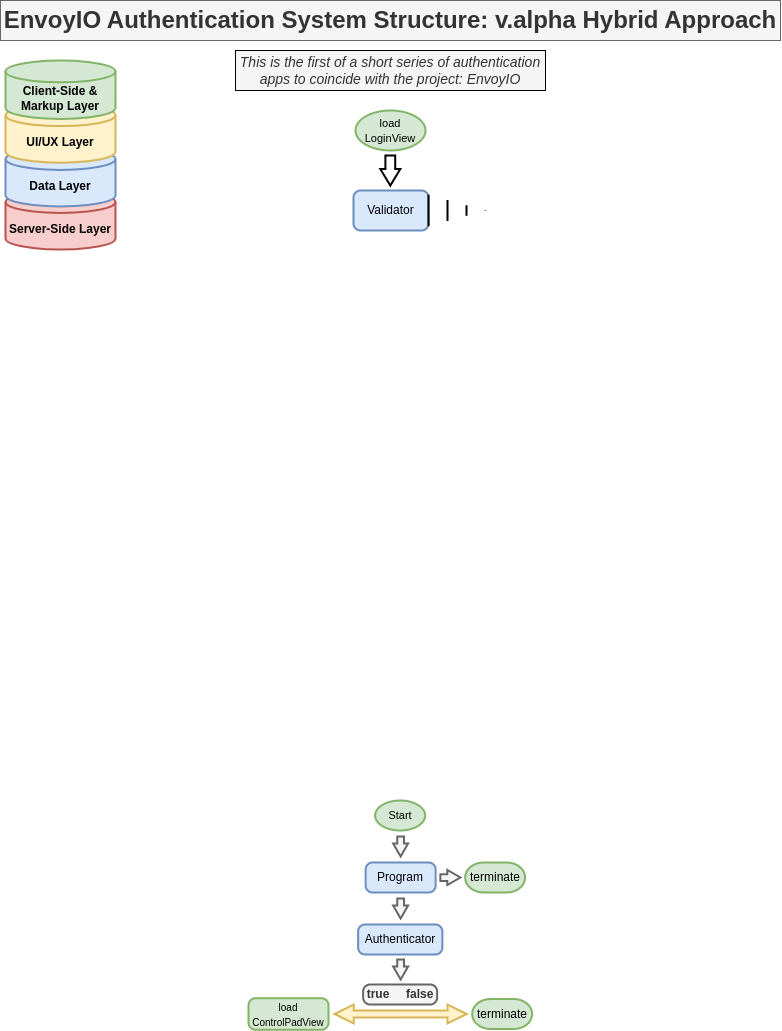 EnvoyIO Authentication System Structure: v.alpha Hybrid Approach
This is the first of a short series of authentication
apps to coincide with the project: EnvoyIO
Client-Side &
Markup Layer
UI/UX Layer
Data Layer
Server-Side Layer
load
LoginView
Validator
Start
Program
terminate
Authenticator
true false
load
ControlPadView
terminate